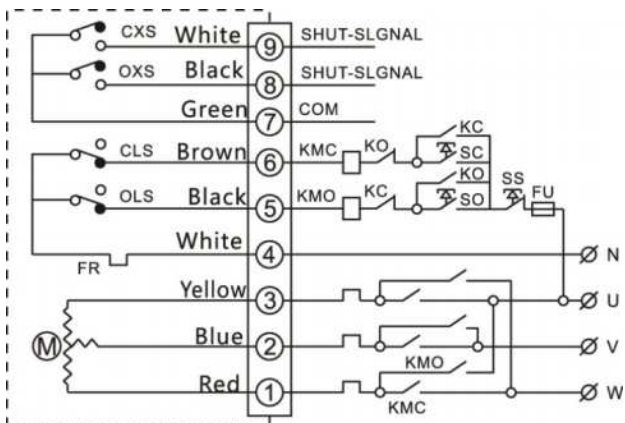 CXS White 9 SHUT-SLGNAL
OXS Black 8 SHUT-SLGNAL
Green 7 COM
KC
CLS Brown 6 KMC KO SC
KO SS FU
OLS Black 5 KMO KC SO
White 4 N
FR
Yellow 3 U
M Blue 2 V
KMO
Red 1 W
KMC